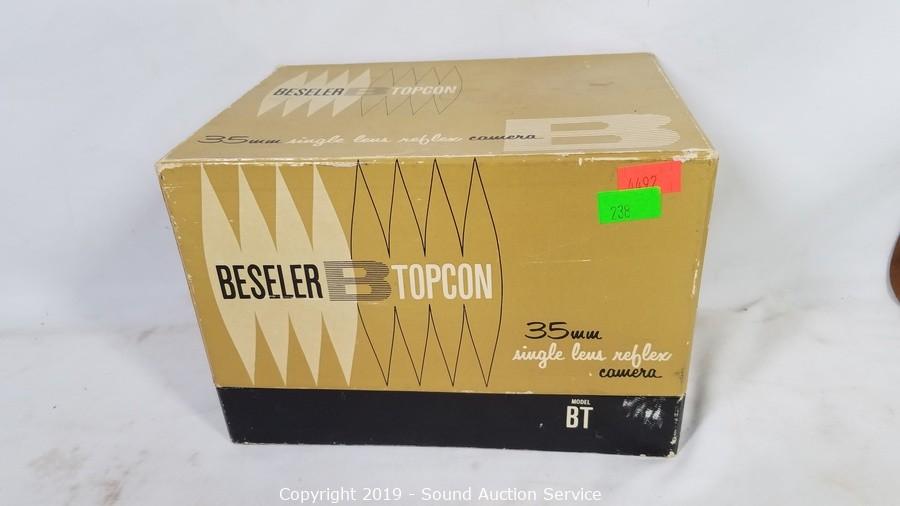 BESELER B TOPCON
35mm single lens reflex camera
B
4492
238
BESELER B TOPCON
35mm
single lens reflex
camera
MODEL
BT
Copyright 2019 - Sound Auction Service